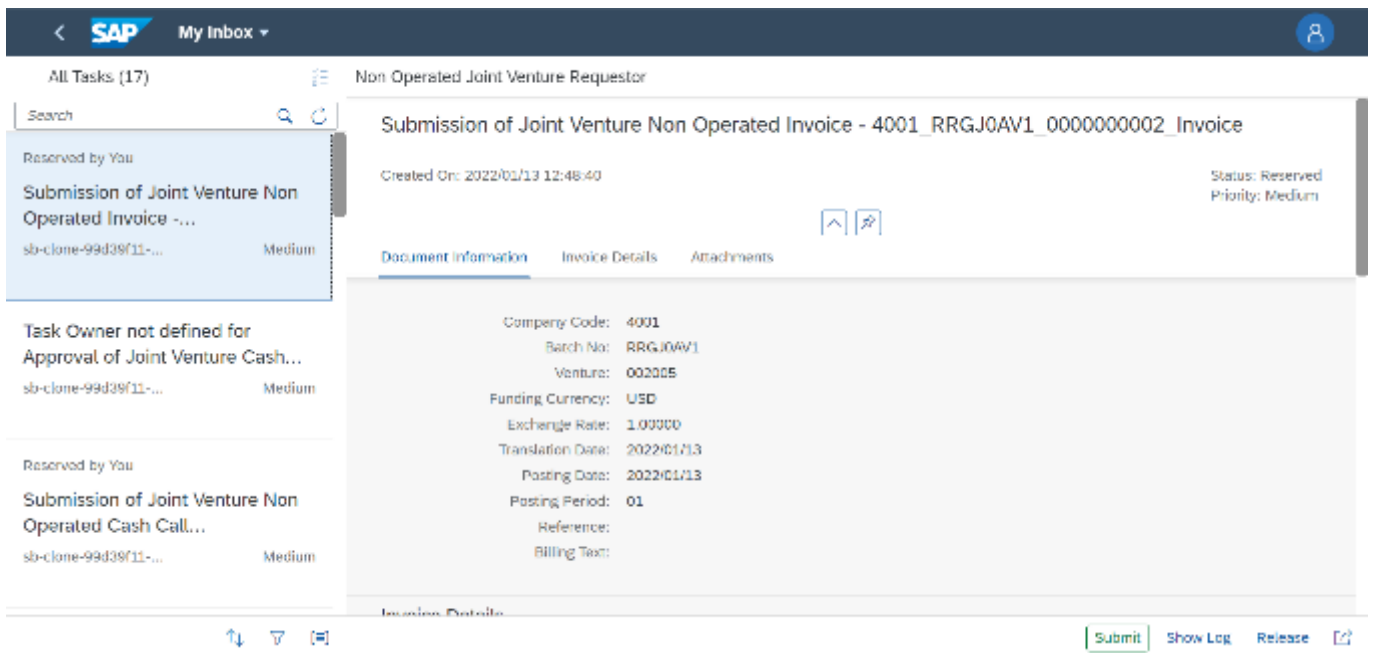 SAP My Inbox
All Tasks (17)
Search
Reserved by You
Submission of Joint Venture Non
Operated Invoice -...
sb-clone-99d39f11-... Medium
Task Owner not defined for
Approval of Joint Venture Cash...
sb-clone-99d39f11-... Medium
Reserved by You
Submission of Joint Venture Non
Operated Cash Call...
sb-clone-99d39f11-... Medium
Non Operated Joint Venture Requestor
Submission of Joint Venture Non Operated Invoice - 4001_RRGJ0AV1_0000000002_Invoice
Created On: 2022/01/13 12:48:40
Status: Reserved
Priority: Medium
Document Information Invoice Details Attachments
Company Code: 4001
Batch No: RRGJ0AV1
Venture: 002005
Funding Currency: USD
Exchange Rate: 1.00000
Translation Date: 2022/01/13
Posting Date: 2022/01/13
Posting Period: 01
Reference:
Billing Text:
Invoice Details
Submit Show Log Release